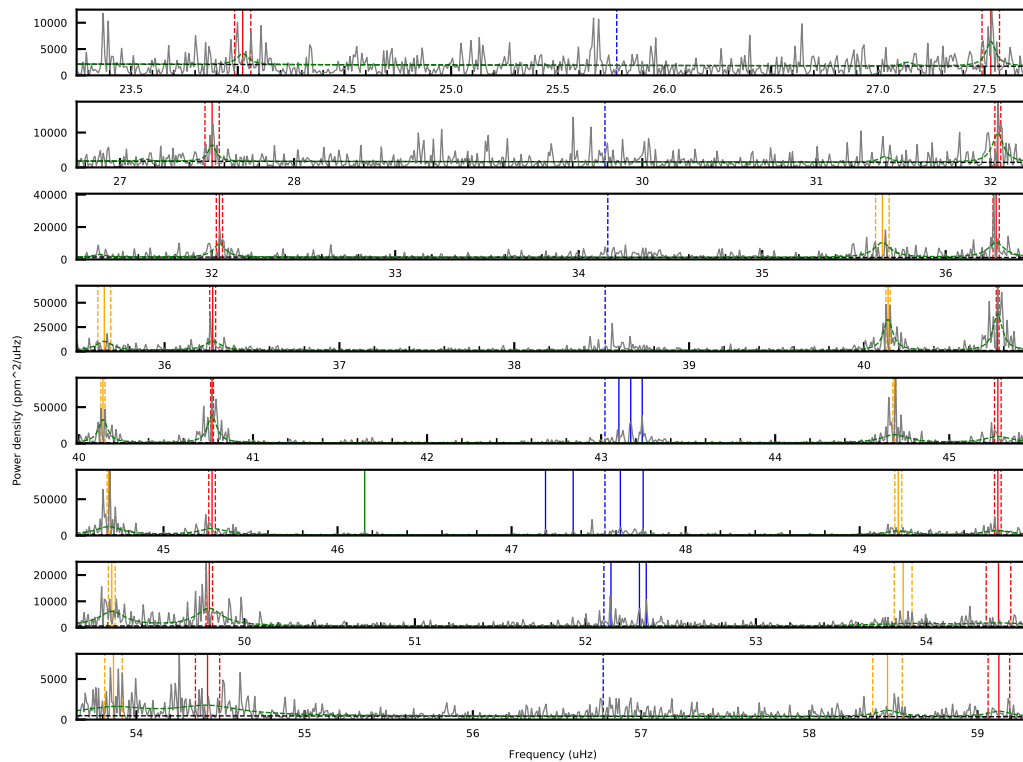 10000
5000
0
23.5 24.0 24.5 25.0 25.5 26.0 26.5 27.0 27.5
10000
0
27 28 29 30 31 32
40000
20000
0
32 33 34 35 36
50000
25000
0
36 37 38 39 40
50000
0
40 41 42 43 44 45
50000
0
45 46 47 48 49
20000
10000
0
50 51 52 53 54
5000
0
54 55 56 57 58 59
Power density (ppm^2/uHz)
Frequency (uHz)